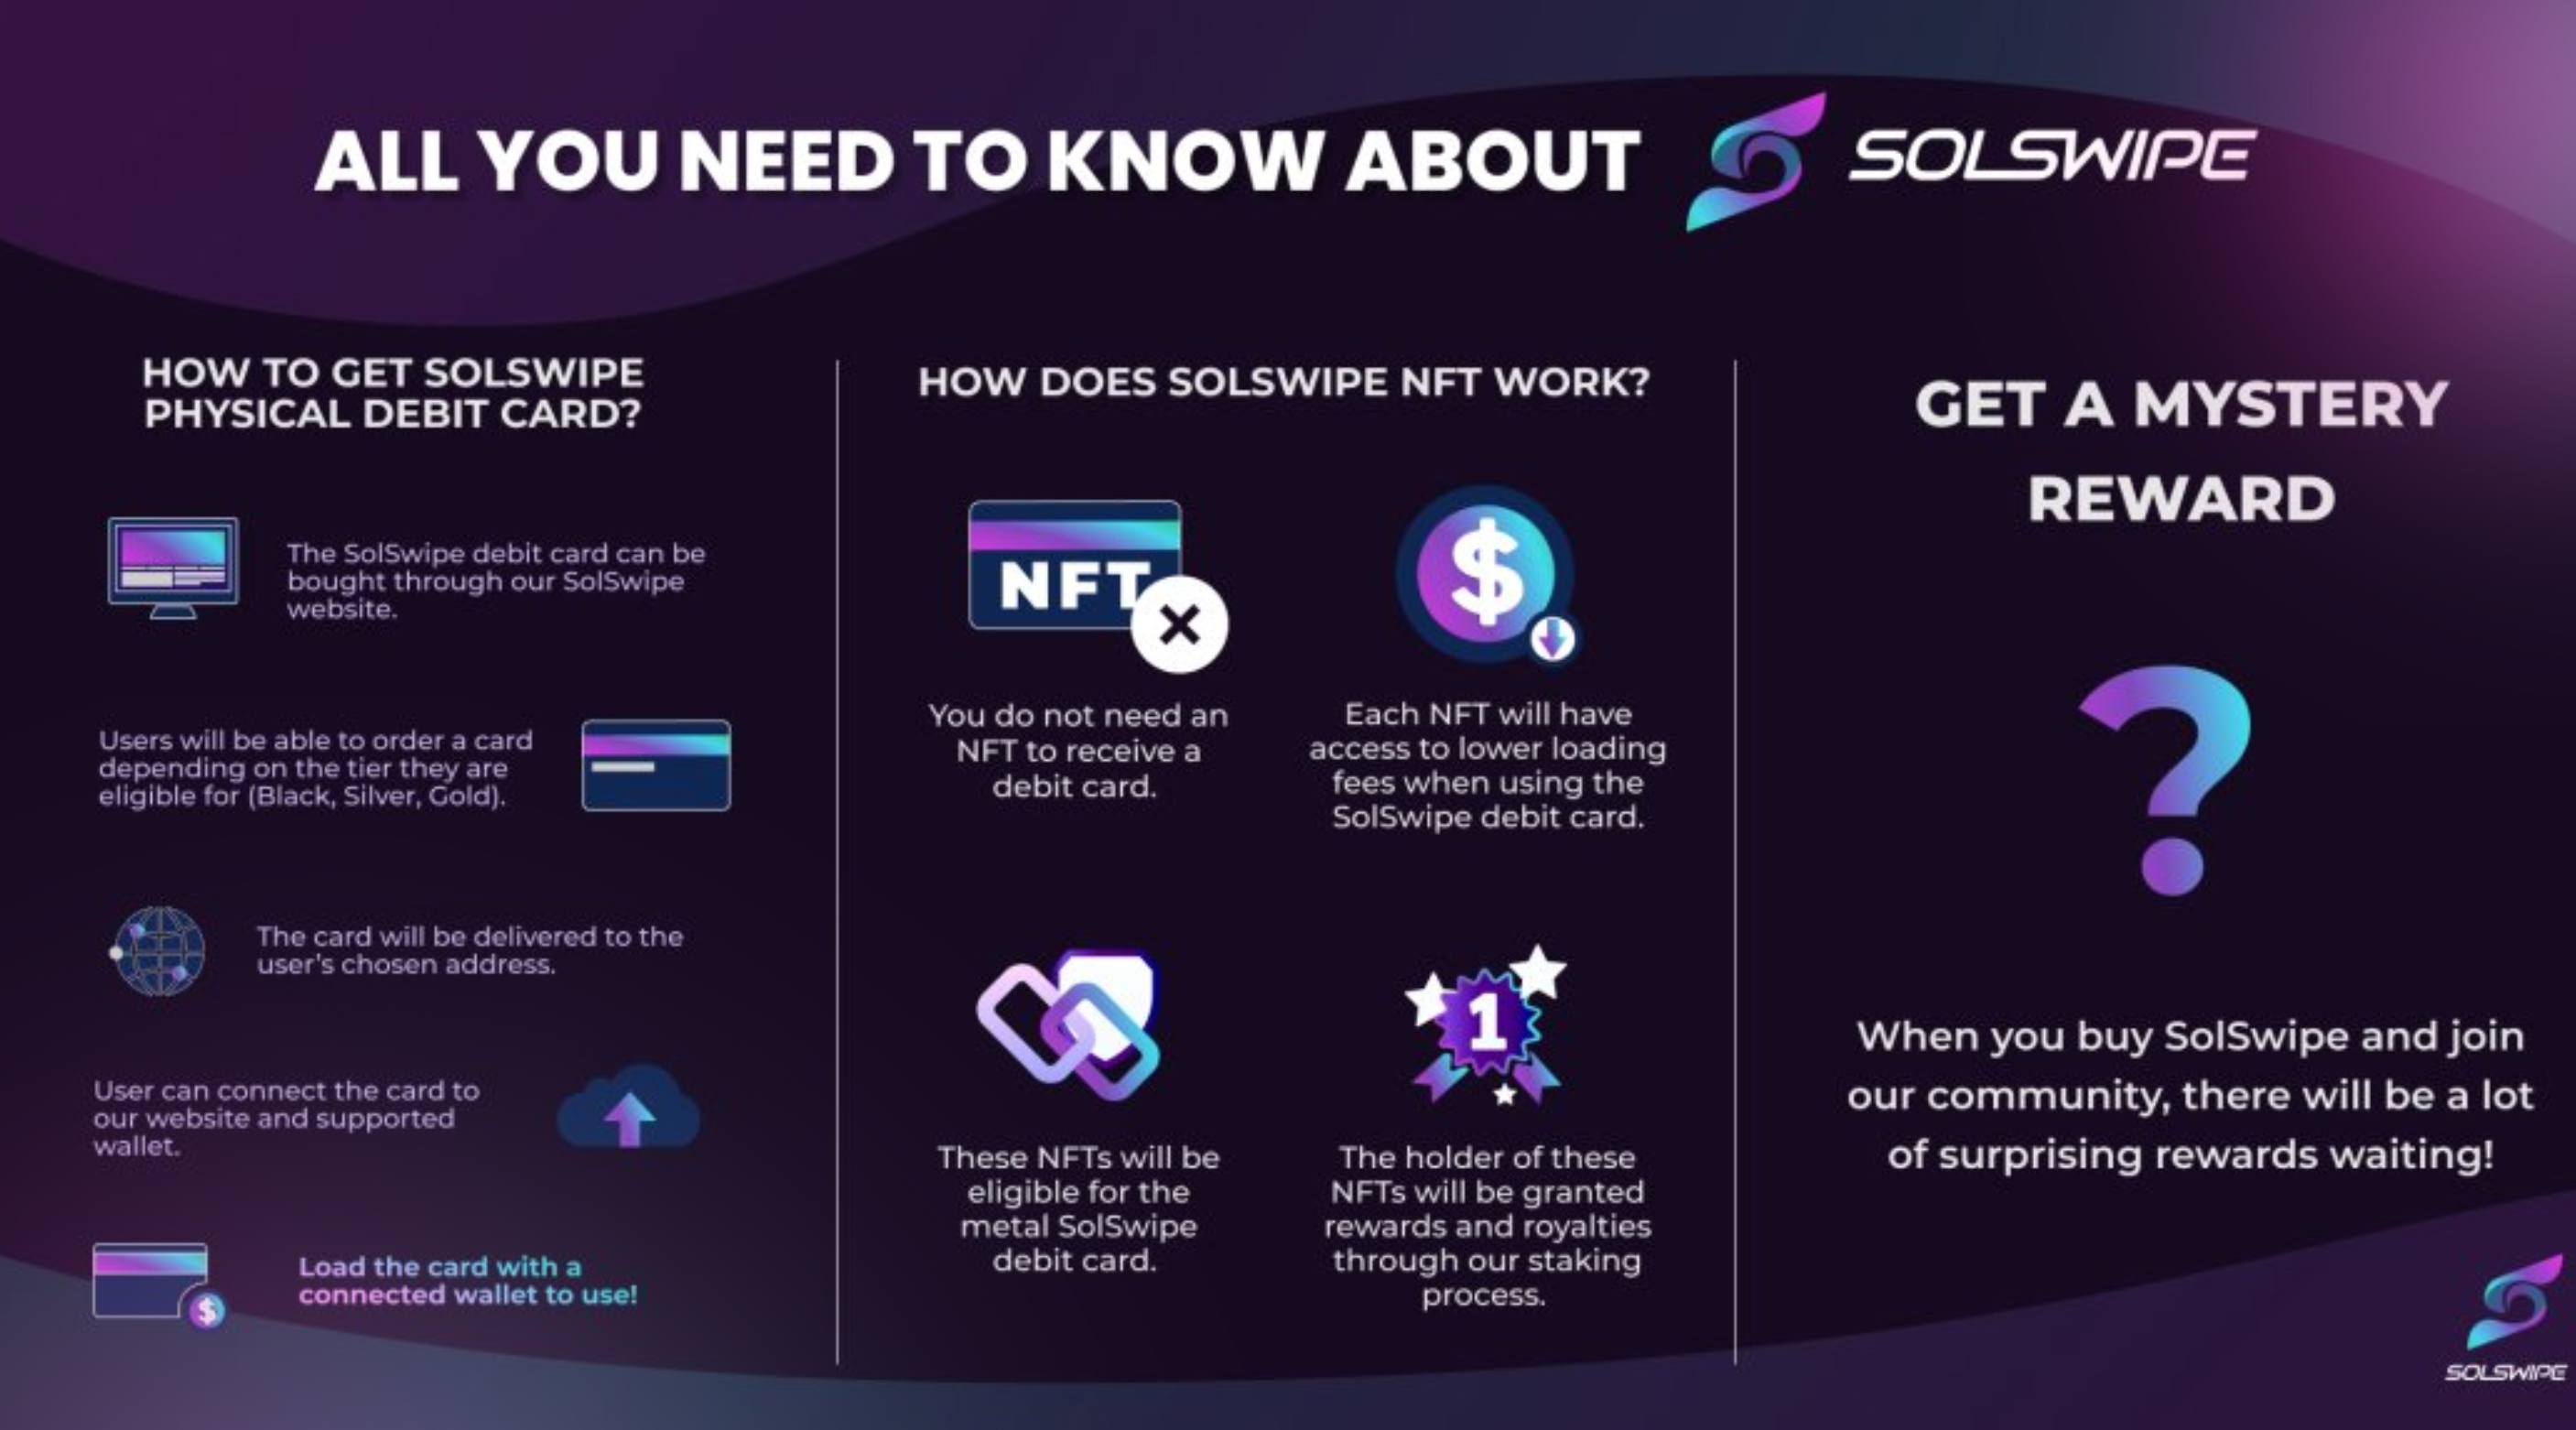 ALL YOU NEED TO KNOW ABOUT SOLSWIPE
HOW TO GET SOLSWIPE
PHYSICAL DEBIT CARD?
The SolSwipe debit card can be
bought through our SolSwipe
website.
Users will be able to order a card
depending on the tier they are
eligible for (Black, Silver, Gold).
The card will be delivered to the
user's chosen address.
User can connect the card to
our website and supported
wallet.
$
Load the card with a
connected wallet to use!
HOW DOES SOLSWIPE NFT WORK?
NFT
You do not need an
NFT to receive a
debit card.
$
Each NFT will have
access to lower loading
fees when using the
SolSwipe debit card.
These NFTs will be
eligible for the
metal SolSwipe
debit card.
1
The holder of these
NFTs will be granted
rewards and royalties
through our staking
process.
GET A MYSTERY
REWARD
?
When you buy SolSwipe and join
our community, there will be a lot
of surprising rewards waiting!
SOLSWIPE